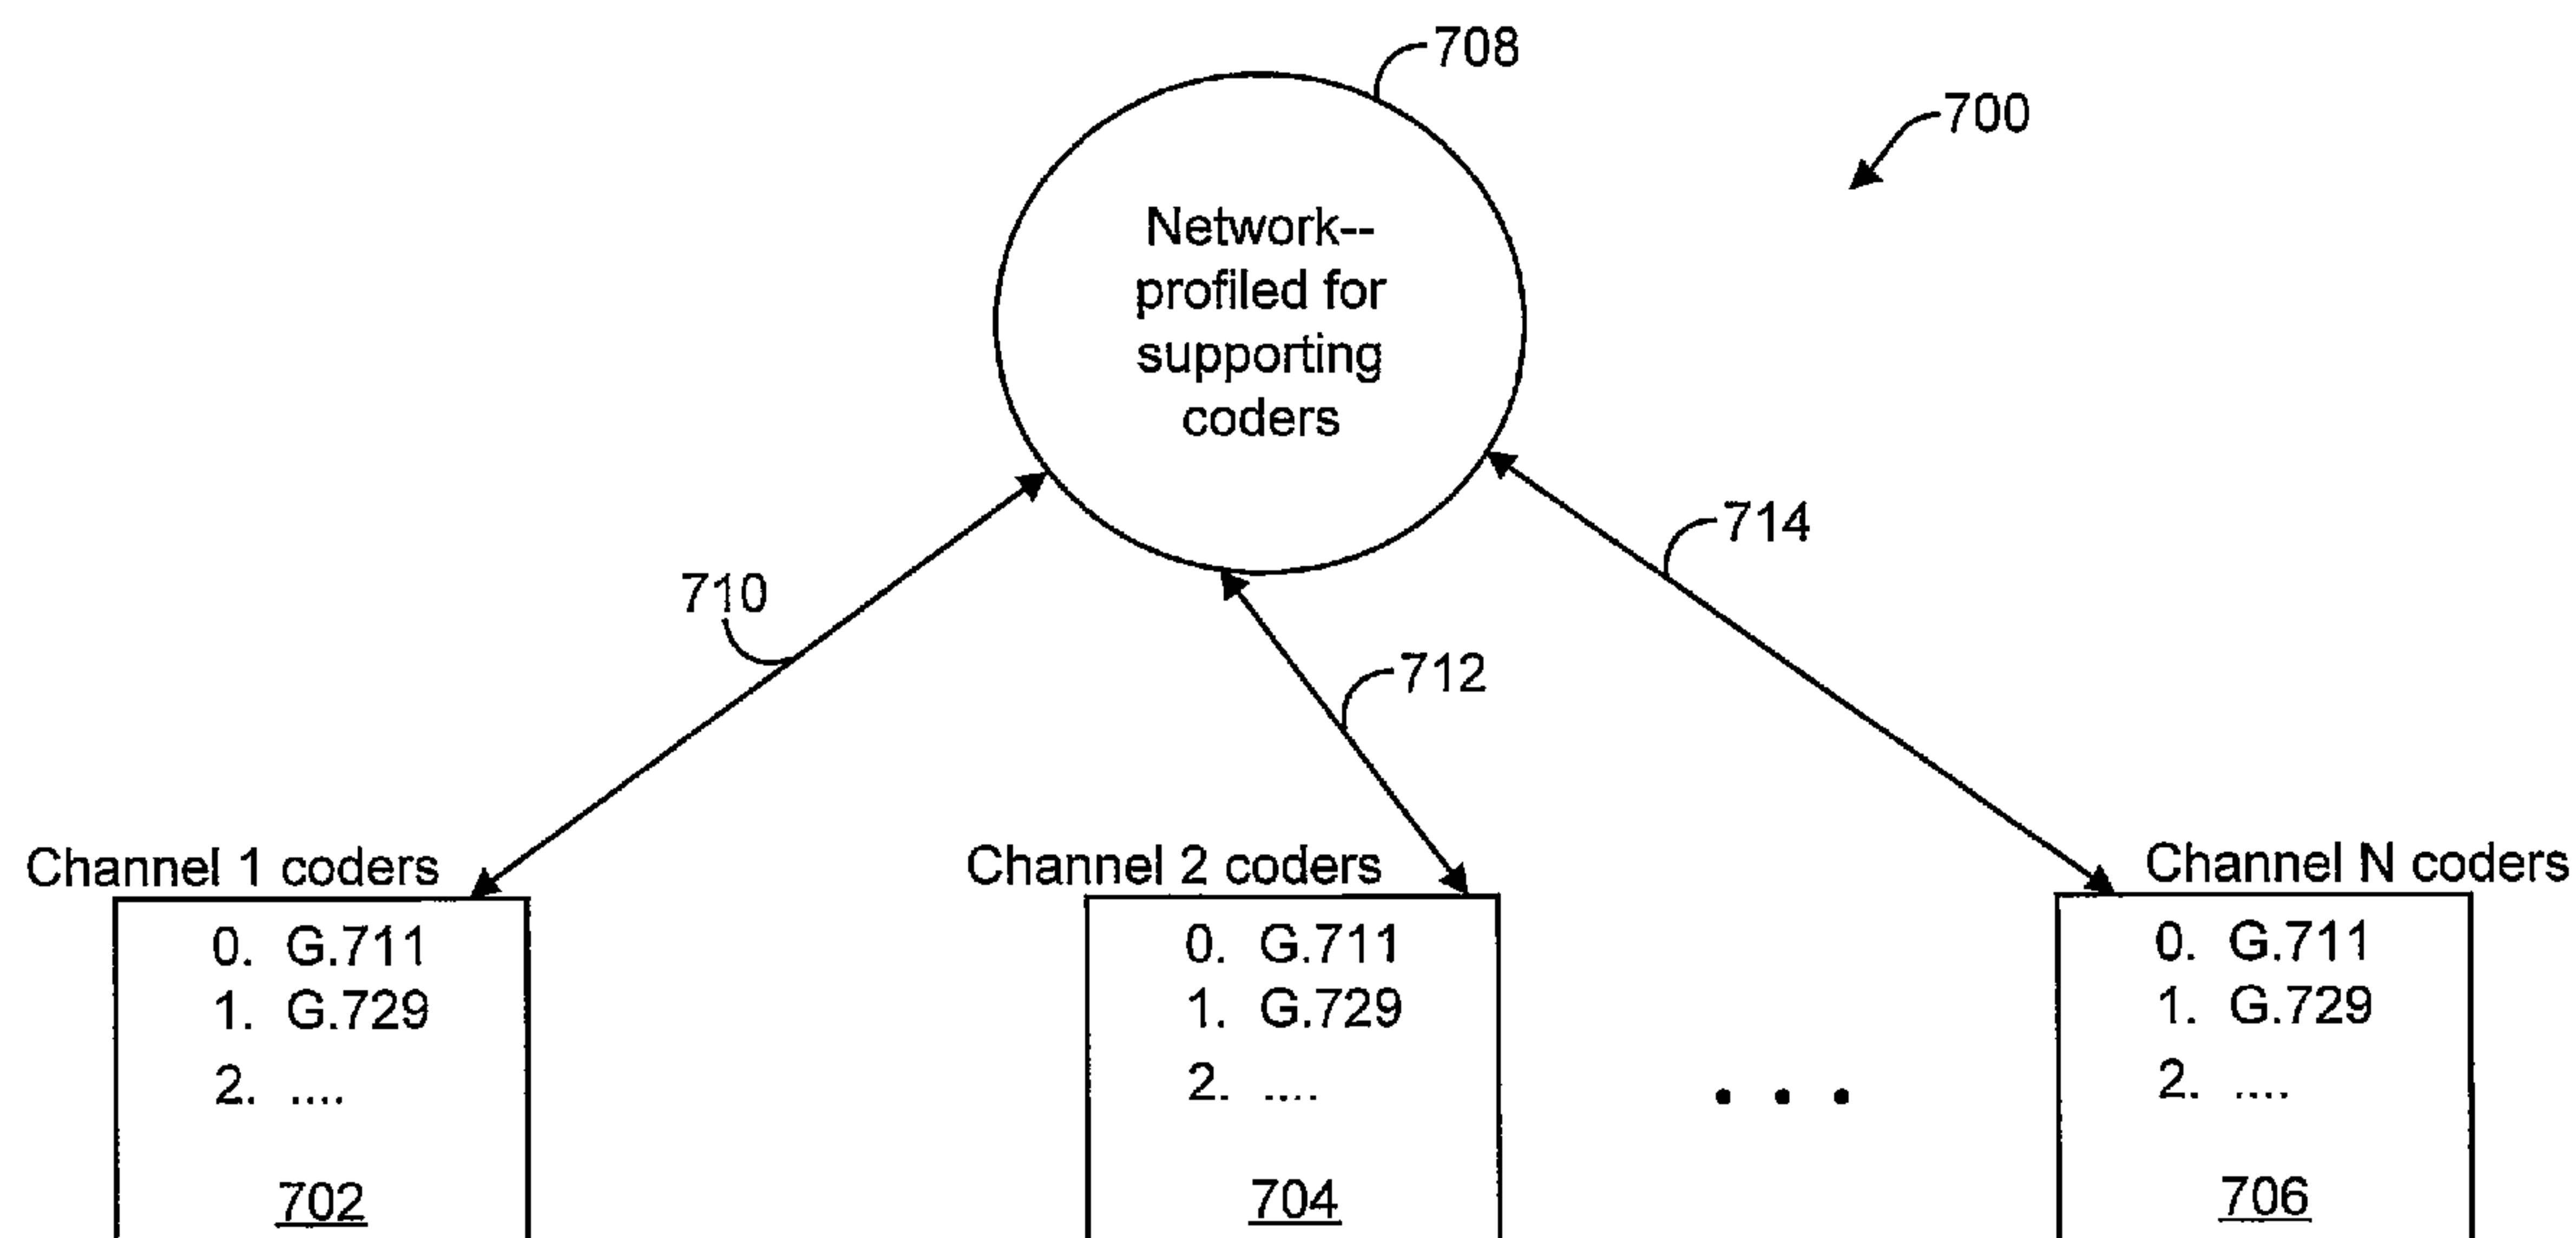 708
700
Network--
profiled for
supporting
coders
714
710
712
Channel 1 coders
0. G.711
1. G.729
2. ....
702
Channel 2 coders
0. G.711
1. G.729
2. ....
704
. . .
Channel N coders
0. G.711
1. G.729
2. ....
706